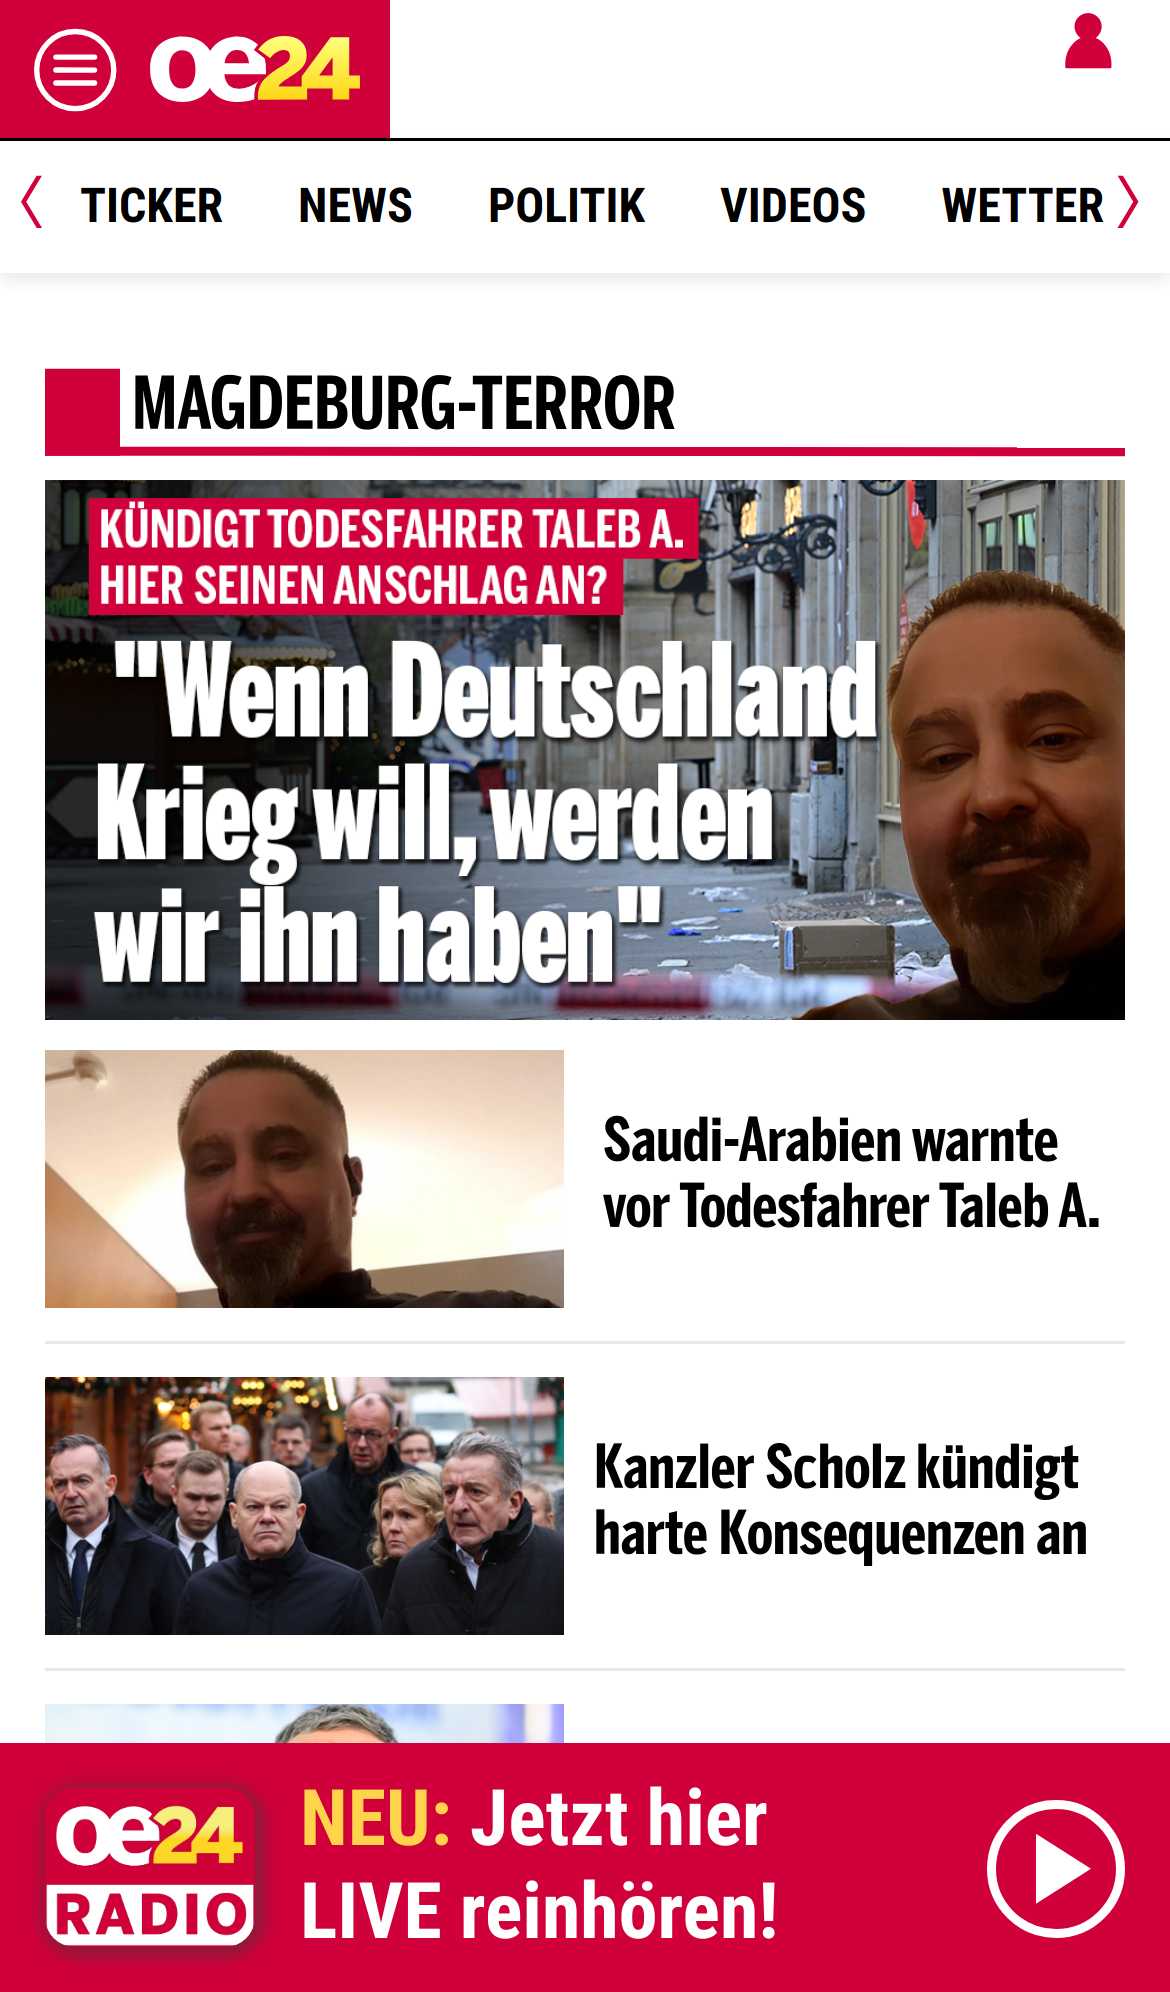 oe24
TICKER NEWS POLITIK VIDEOS WETTER
MAGDEBURG-TERROR
KÜNDIGT TODESFAHRER TALEB A.
HIER SEINEN ANSCHLAG AN?
"Wenn Deutschland
Krieg will, werden
wir ihn haben"
Saudi-Arabien warnte
vor Todesfahrer Taleb A.
Kanzler Scholz kündigt
harte Konsequenzen an
oe24
RADIO
NEU: Jetzt hier
LIVE reinhören!